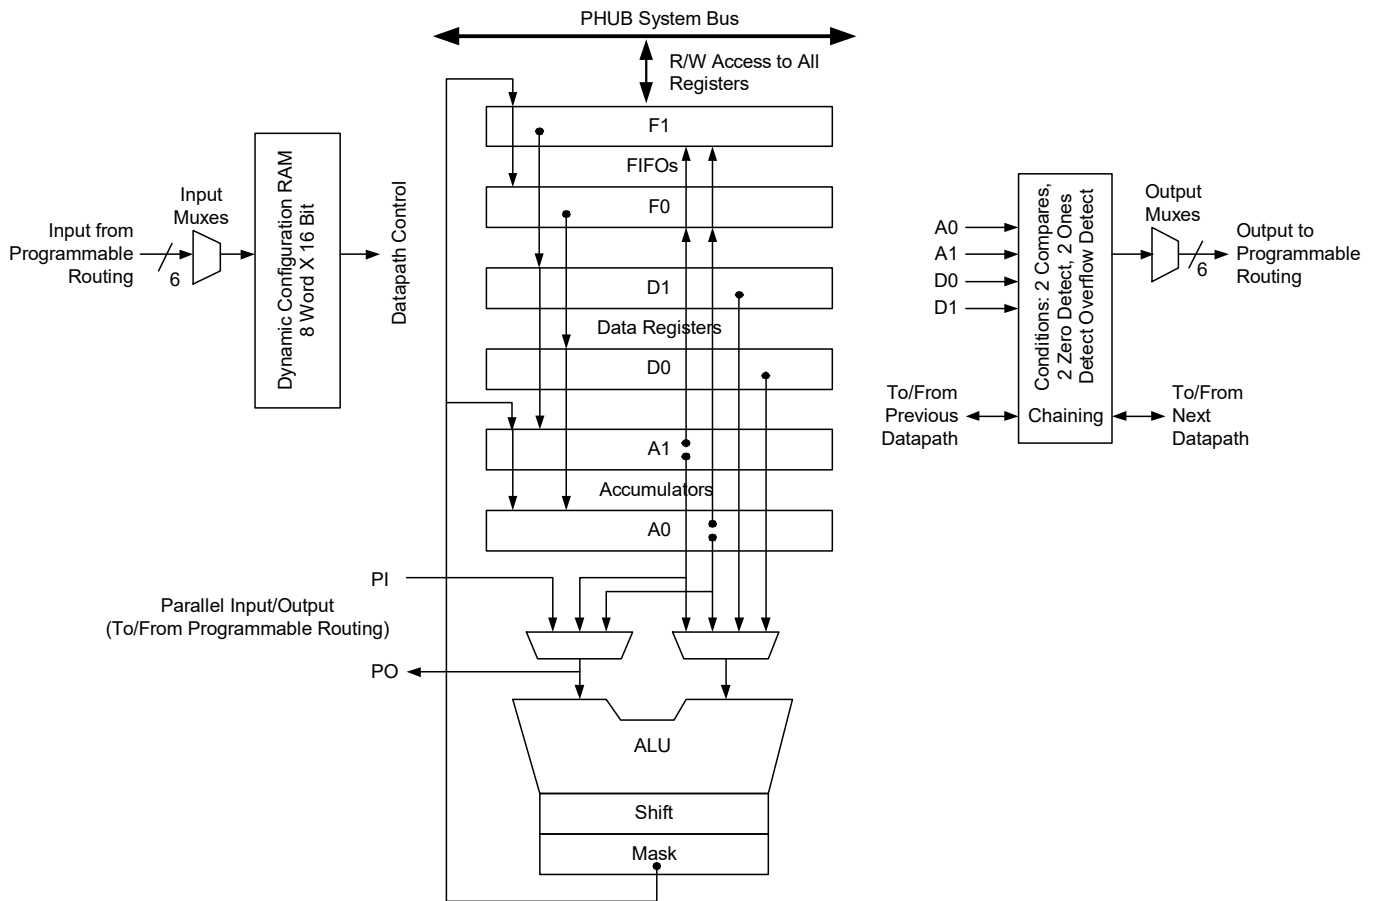 PHUB System Bus
R/W Access to All
Registers
F1
FIFOs
F0
D1
Data Registers
D0
A1
Accumulators
A0
Input from
Programmable
Routing
6
Input
Muxes
Dynamic Configuration RAM
8 Word X 16 Bit
Datapath Control
PI
Parallel Input/Output
(To/From Programmable Routing)
PO
ALU
Shift
Mask
A0
A1
D0
D1
Conditions: 2 Compares,
2 Zero Detect, 2 Ones
Detect Overflow Detect
Chaining
To/From
Previous
Datapath
To/From
Next
Datapath
Output
Muxes
6
Output to
Programmable
Routing